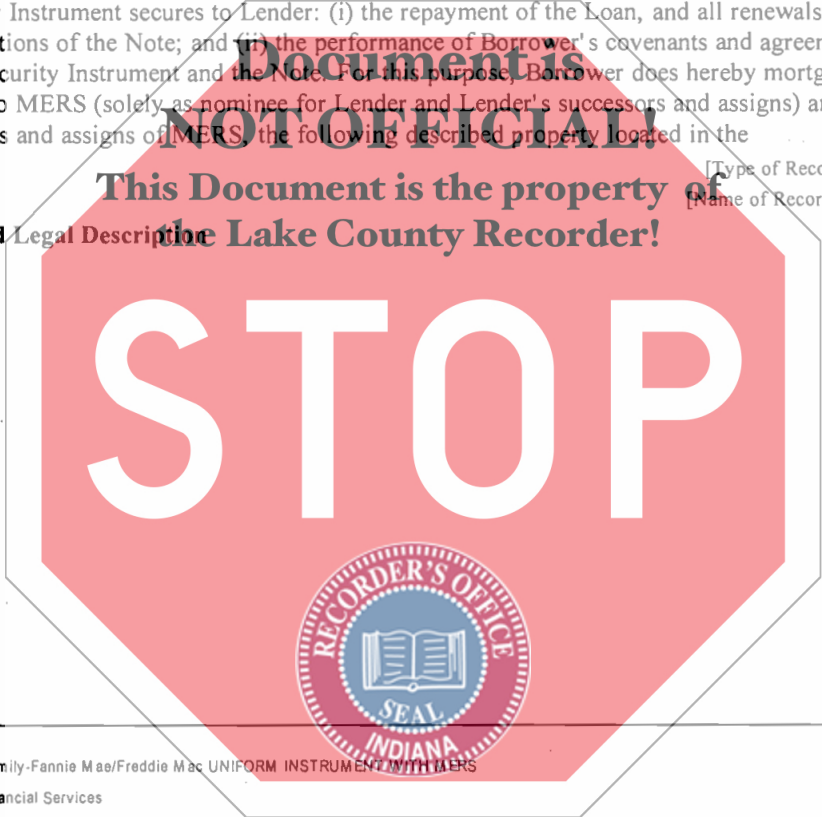 Instrument secures to Lender: (i) the repayment of the Loan, and all renewals
tions of the Note; and (ii) the performance of Borrower's covenants and agreer
curity Instrument and the Note. For this purpose, Borrower does hereby mortg
MERS (solely as nominee for Lender and Lender's successors and assigns) a
s and assigns of MERS, the following described property located in the
[Type of Reco
[Name of Recor
Legal Description
Document is
NOT OFFICIAL!
This Document is the property of
the Lake County Recorder!
STOP
RECORDER'S OFFICE
SEAL
INDIANA
mily-Fannie Mae/Freddie Mac UNIFORM INSTRUMENT WITH MERS
ancial Services